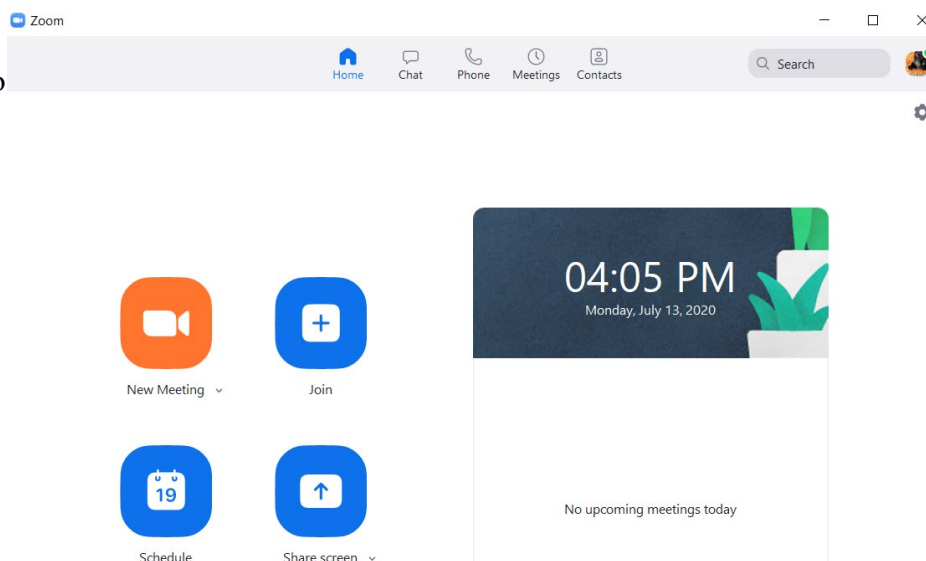 Zoom
Home Chat Phone Meetings Contacts
Search
04:05 PM
Monday, July 13, 2020
New Meeting
Join
19
Schedule
Share screen
No upcoming meetings today